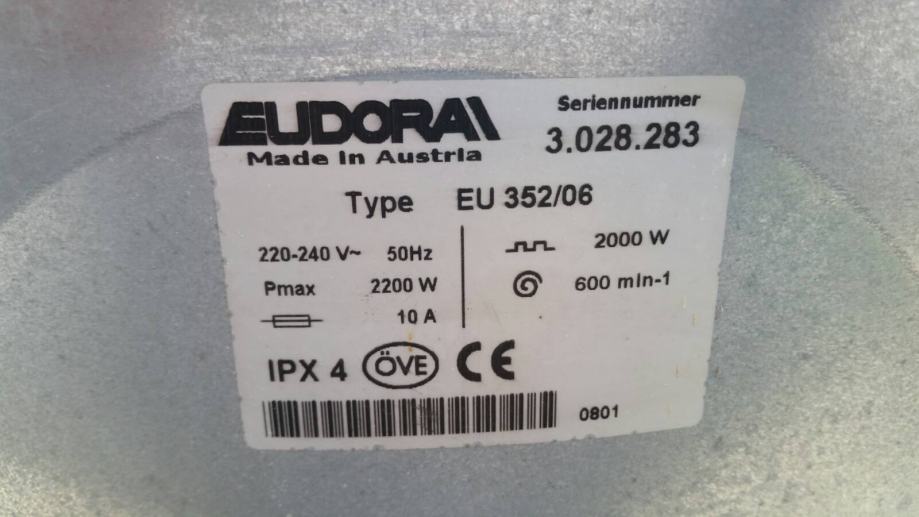 EUDORA
Made in Austria
Seriennummer
3.028.283
Type EU 352/06
220-240 V~ 50Hz
Pmax 2200 W
10 A
2000 W
600 min-1
IPX 4 ÖVE CE
0801